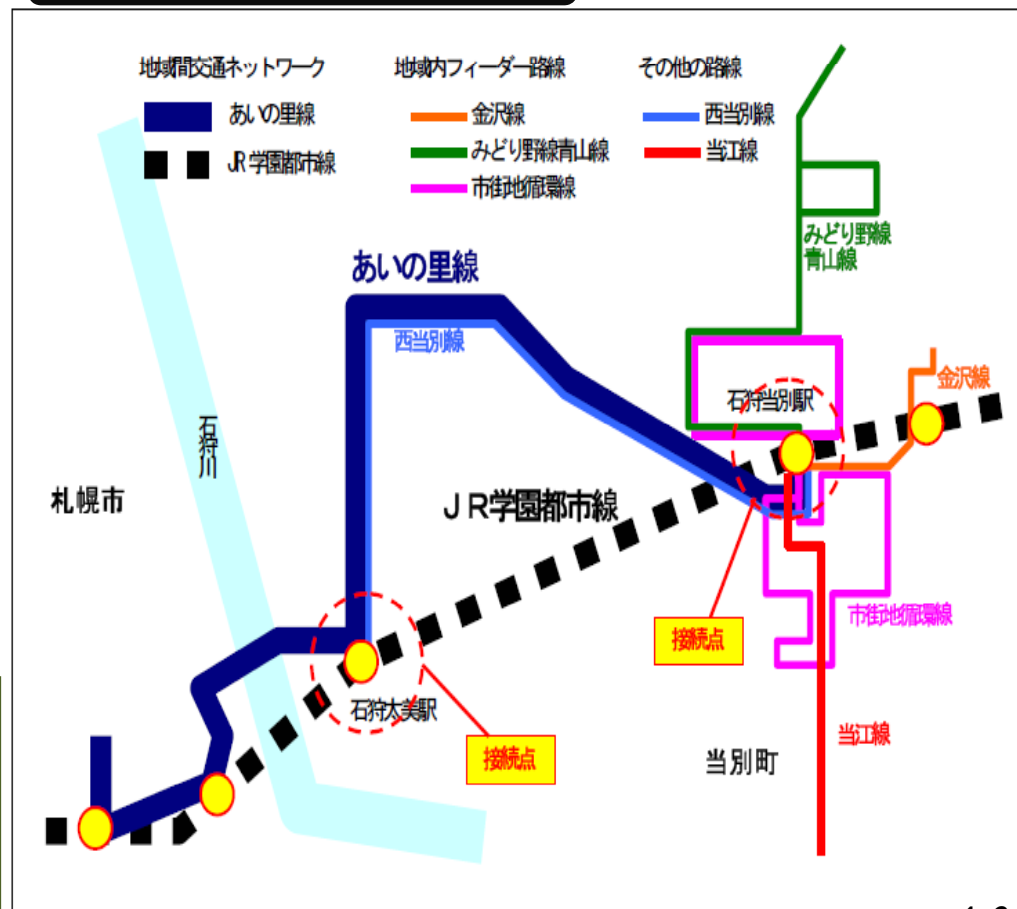 地域間交通ネットワーク
あいの里線
JR学園都市線
地域内フィーダー路線
金沢線
みどり野線青山線
市街地循環線
その他の路線
西当別線
当江線
みどり野線
青山線
あいの里線
西当別線
石狩当別駅
金沢線
石狩川
札幌市
JR学園都市線
接続点
市街地循環線
石狩太美駅
接続点
当別町
当江線